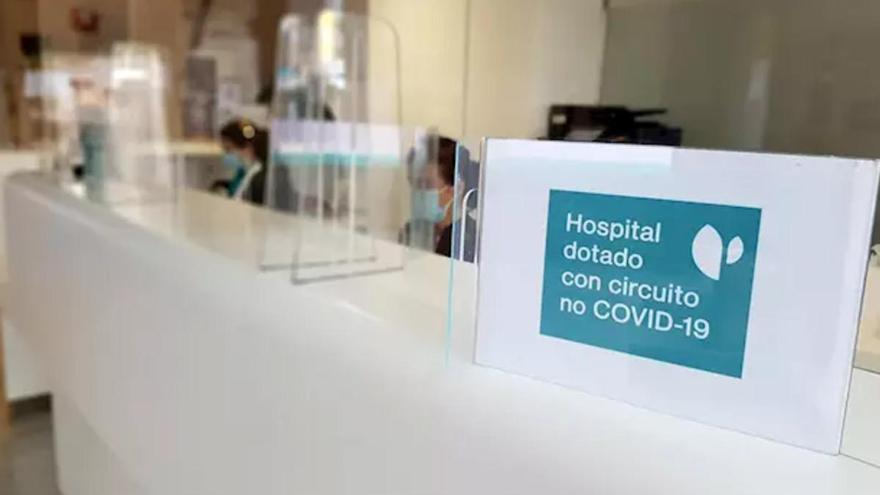 Hospital
dotado
con circuito
no COVID-19